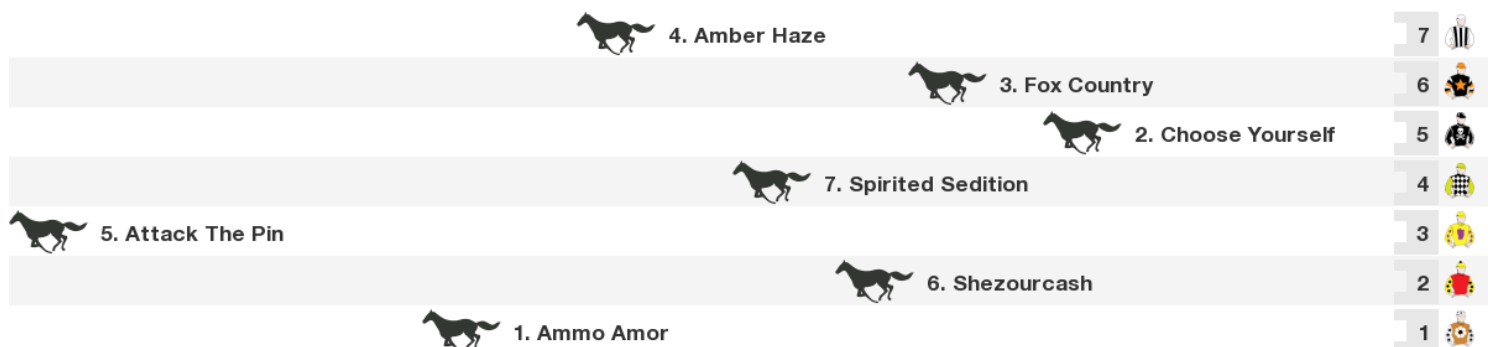 4. Amber Haze 7
3. Fox Country 6
2. Choose Yourself 5
7. Spirited Sedition 4
5. Attack The Pin 3
6. Shezourcash 2
1. Ammo Amor 1